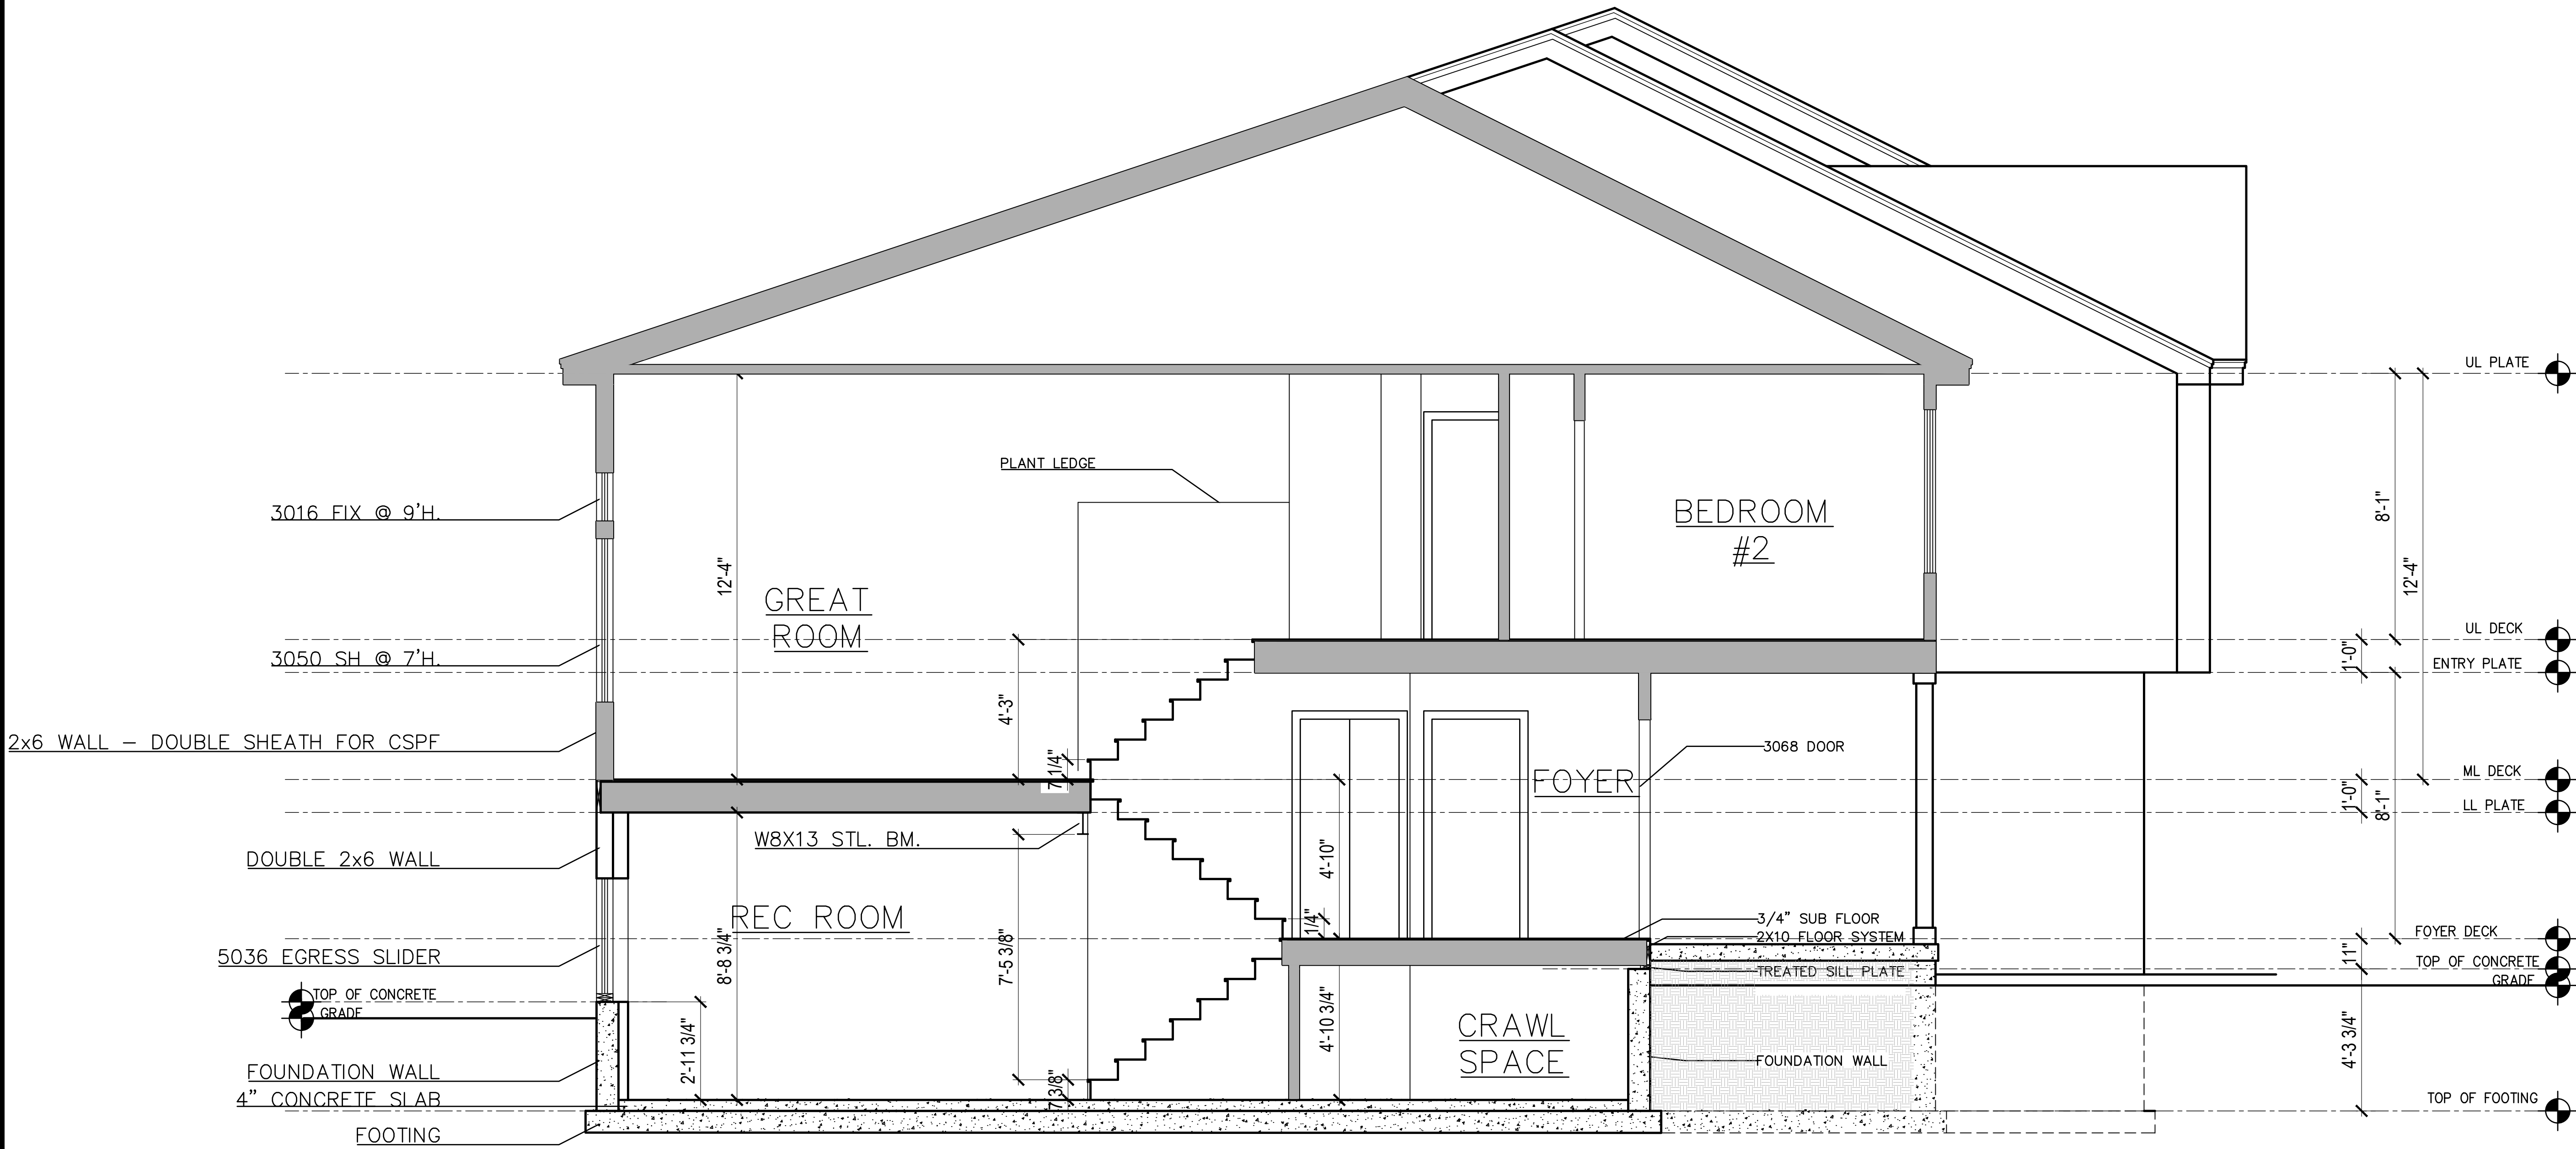 UL PLATE
PLANT LEDGE
3016 FIX @ 9'H.
BEDROOM
#2
8'-1"
12'-4"
12'-4"
GREAT
ROOM
UL DECK
3050 SH @ 7'H.
1'-0"
ENTRY PLATE
4'-3"
2x6 WALL – DOUBLE SHEATH FOR CSPF
3068 DOOR
7 1/4"
FOYER
ML DECK
1'-0"
LL PLATE
8'-1"
W8X13 STL. BM.
DOUBLE 2x6 WALL
4'-10"
REC ROOM
1/4"
3/4" SUB FLOOR
2X10 FLOOR SYSTEM
FOYER DECK
5036 EGRESS SLIDER
8'-8 3/4"
7'-5 3/8"
11"
TOP OF CONCRETE
TREATED SILL PLATE
GRADE
TOP OF CONCRETE
GRADE
CRAWL
SPACE
2'-11 3/4"
4'-10 3/4"
4'-3 3/4"
FOUNDATION WALL
FOUNDATION WALL
7 3/8"
4" CONCRETE SLAB
TOP OF FOOTING
FOOTING